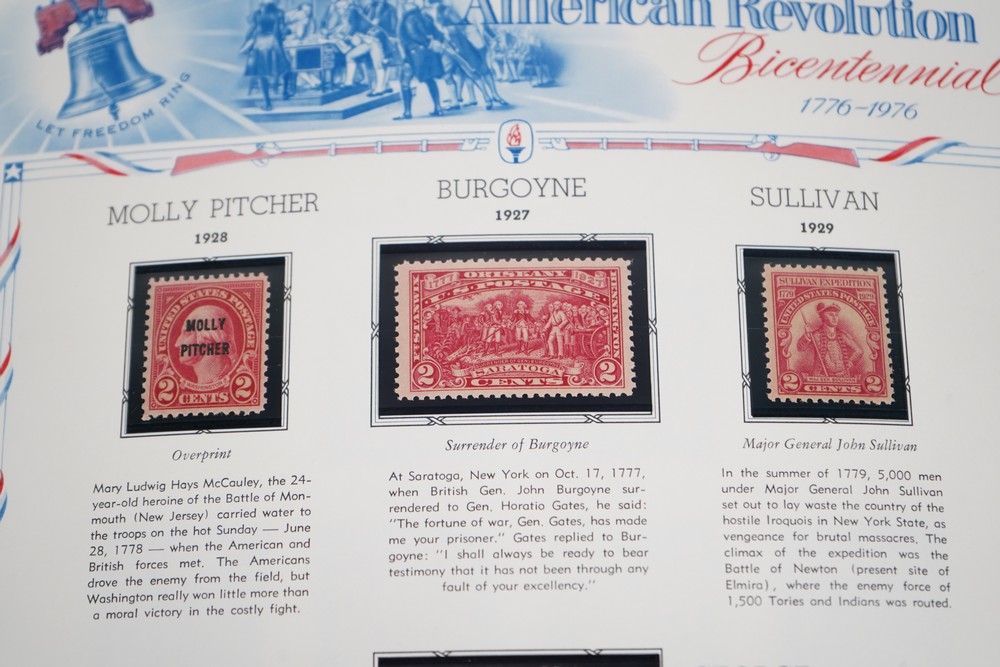 American Revolution
Bicentennial
1776-1976
LET FREEDOM RING
MOLLY PITCHER
1928
UNITED STATES POSTAGE
MOLLY
PITCHER
2 2
CENTS
Overprint
Mary Ludwig Hays McCauley, the 24-
year-old heroine of the Battle of Mon-
mouth (New Jersey) carried water to
the troops on the hot Sunday — June
28, 1778 — when the American and
British forces met. The Americans
drove the enemy from the field, but
Washington really won little more than
a moral victory in the costly fight.
BURGOYNE
1927
1777 ORISKANY 1927
U.S. POSTAGE
FORT STANWIX
BENNINGTON
SARATOGA
2 CENTS 2
Surrender of Burgoyne
At Saratoga, New York on Oct. 17, 1777,
when British Gen. John Burgoyne sur-
rendered to Gen. Horatio Gates, he said:
"The fortune of war, Gen. Gates, has made
me your prisoner." Gates replied to Bur-
goyne: "I shall always be ready to bear
testimony that it has not been through any
fault of your excellency."
SULLIVAN
1929
SULLIVAN EXPEDITION
1779 1929
UNITED STATES POSTAGE
2 2
CENTS
Major General John Sullivan
In the summer of 1779, 5,000 men
under Major General John Sullivan
set out to lay waste the country of the
hostile Iroquois in New York State, as
vengeance for brutal massacres. The
climax of the expedition was the
Battle of Newton (present site of
Elmira), where the enemy force of
1,500 Tories and Indians was routed.